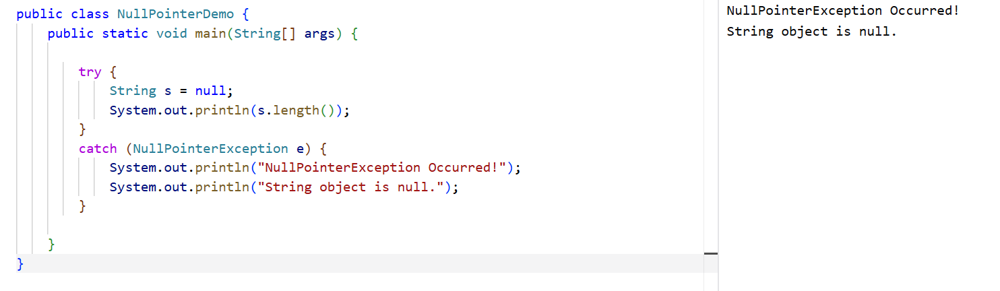 public class NullPointerDemo {
    public static void main(String[] args) {
        try {
            String s = null;
            System.out.println(s.length());
        }
        catch (NullPointerException e) {
            System.out.println("NullPointerException Occurred!");
            System.out.println("String object is null.");
        }
    }
}
NullPointerException Occurred!
String object is null.